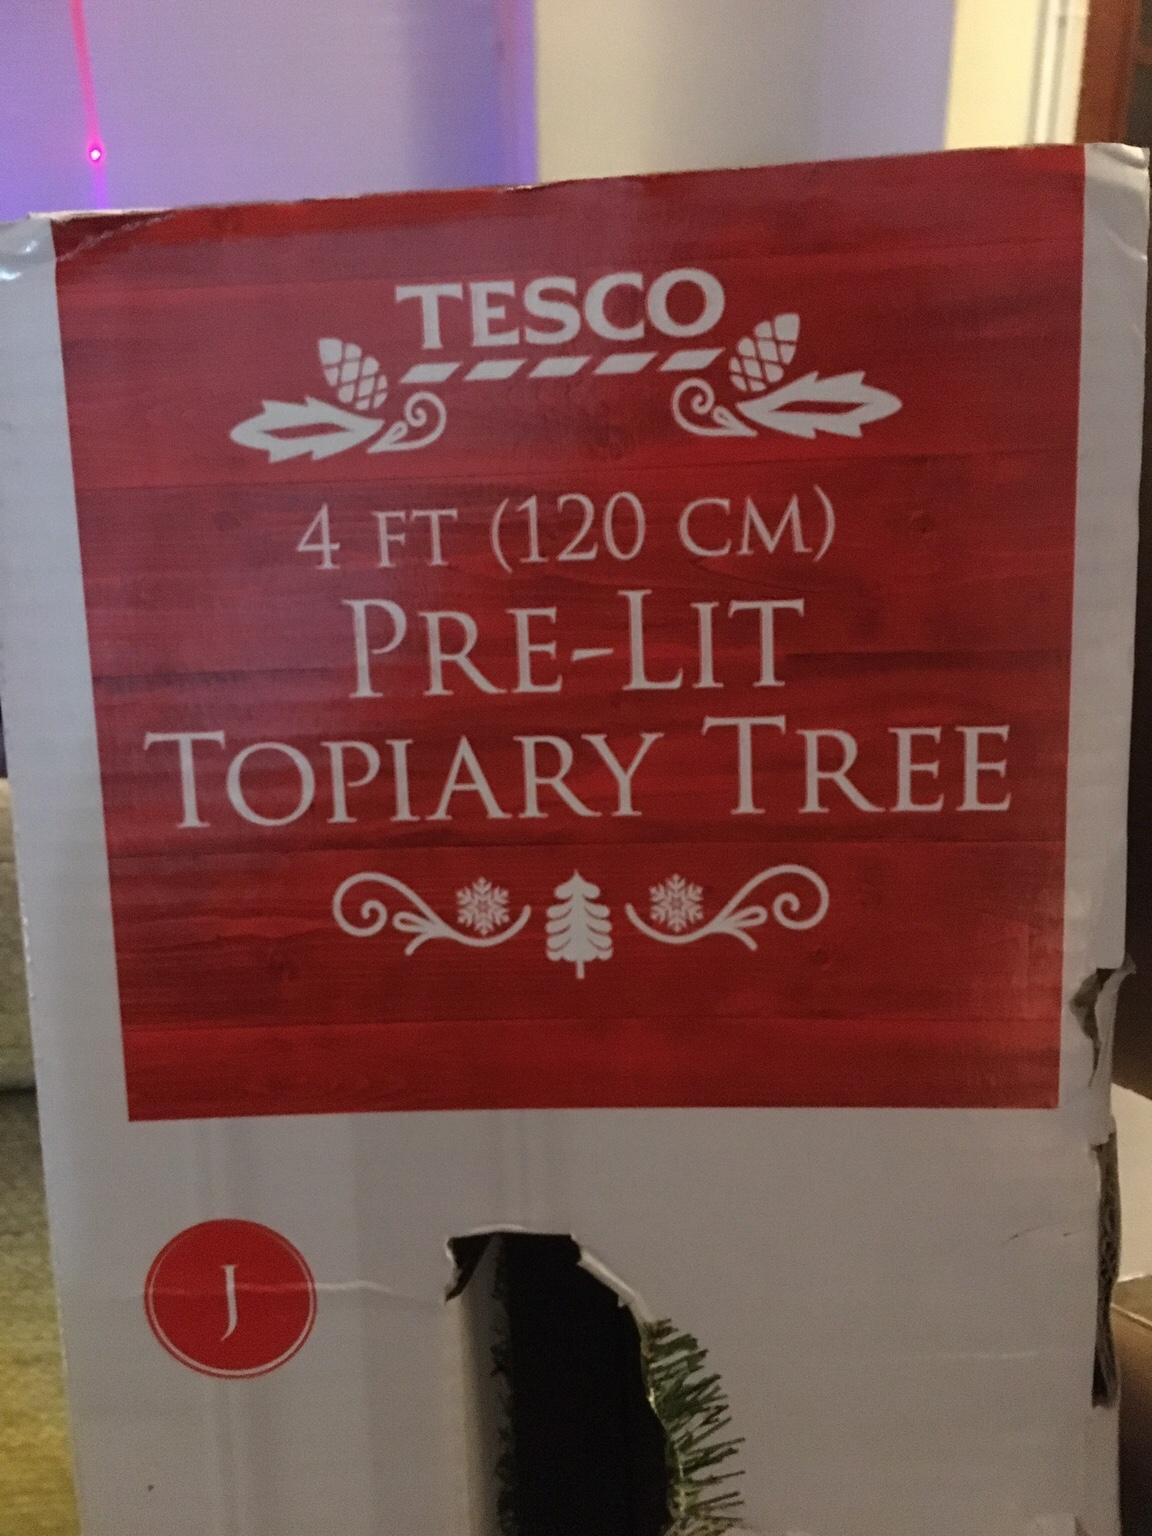 TESCO
4 FT (120 CM)
PRE-LIT
TOPIARY TREE
J